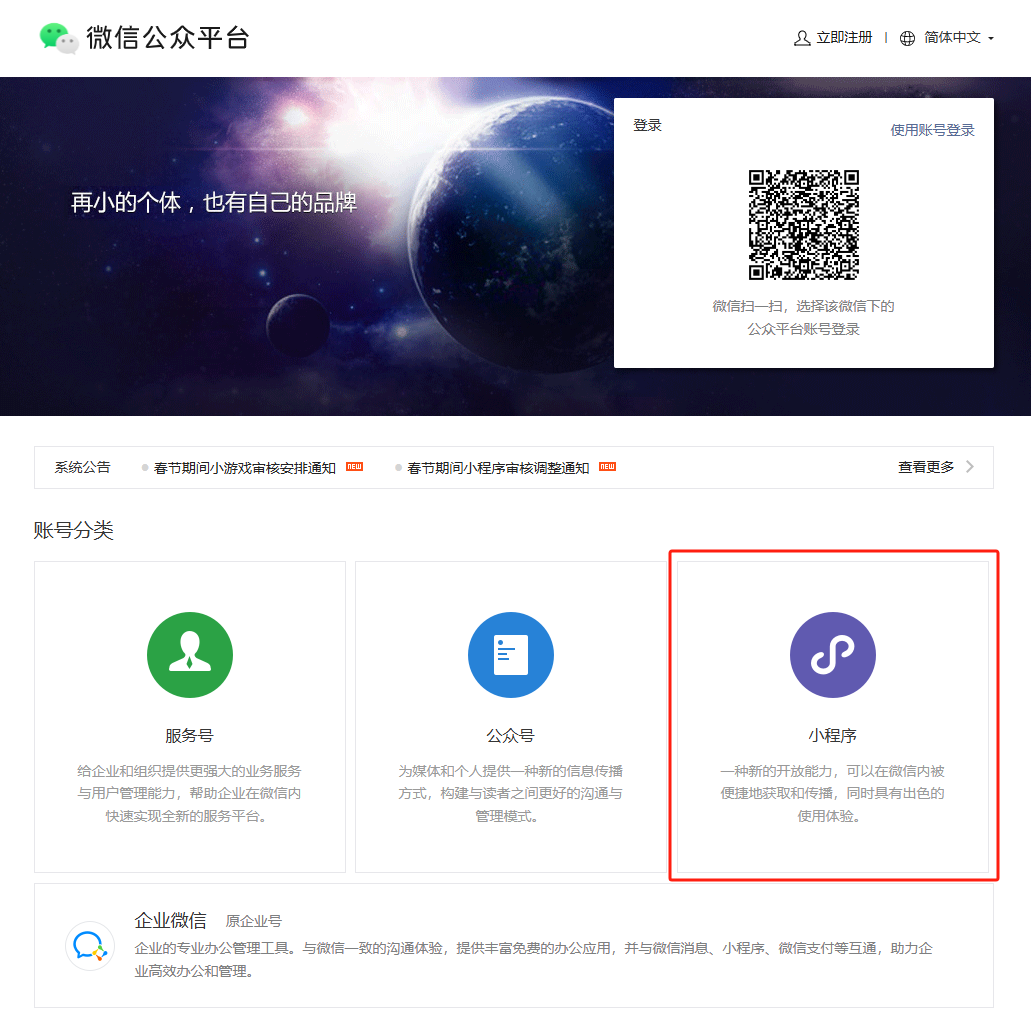 微信公众平台
立即注册
简体中文
登录
使用账号登录
再小的个体，也有自己的品牌
微信扫一扫，选择该微信下的
公众平台账号登录
系统公告
春节期间小游戏审核安排通知 NEW
春节期间小程序审核调整通知 NEW
查看更多
账号分类
服务号
给企业和组织提供更强大的业务服务
与用户管理能力，帮助企业在微信内
快速实现全新的服务平台。
公众号
为媒体和个人提供一种新的信息传播
方式，构建与读者之间更好的沟通与
管理模式。
小程序
一种新的开放能力，可以在微信内被
便捷地获取和传播，同时具有出色的
使用体验。
企业微信 原企业号
企业的专业办公管理工具。与微信一致的沟通体验，提供丰富免费的办公应用，并与微信消息、小程序、微信支付等互通，助力企
业高效办公和管理。